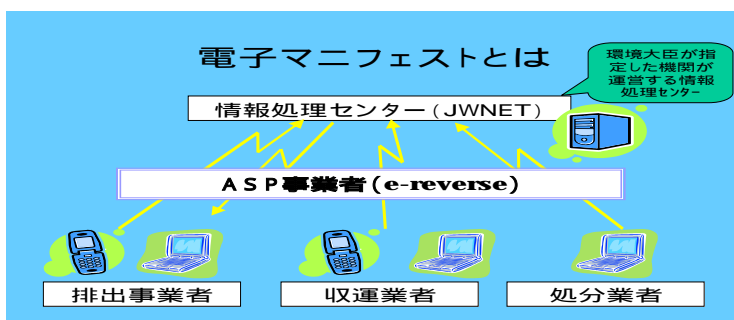 電子マニフェストとは
環境大臣が指
定した機関が
運営する情報
処理センター
情報処理センター(JWNET)
ASP事業者(e-reverse)
排出事業者
収運業者
処分業者